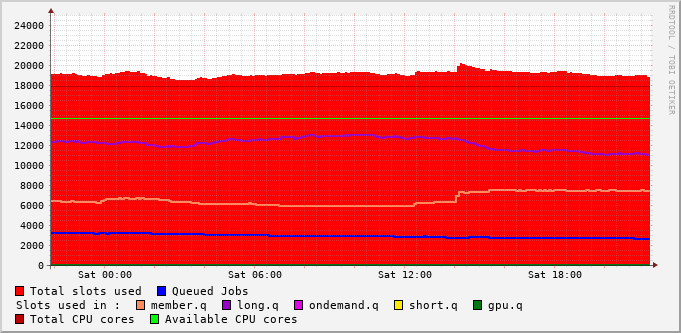 24000
22000
20000
18000
16000
14000
12000
10000
8000
6000
4000
2000
0
Sat 00:00 Sat 06:00 Sat 12:00 Sat 18:00
RRDTOOL / TOBI OETIKER
Total slots used Queued Jobs
Slots used in : member.q long.q ondemand.q short.q gpu.q
Total CPU cores Available CPU cores